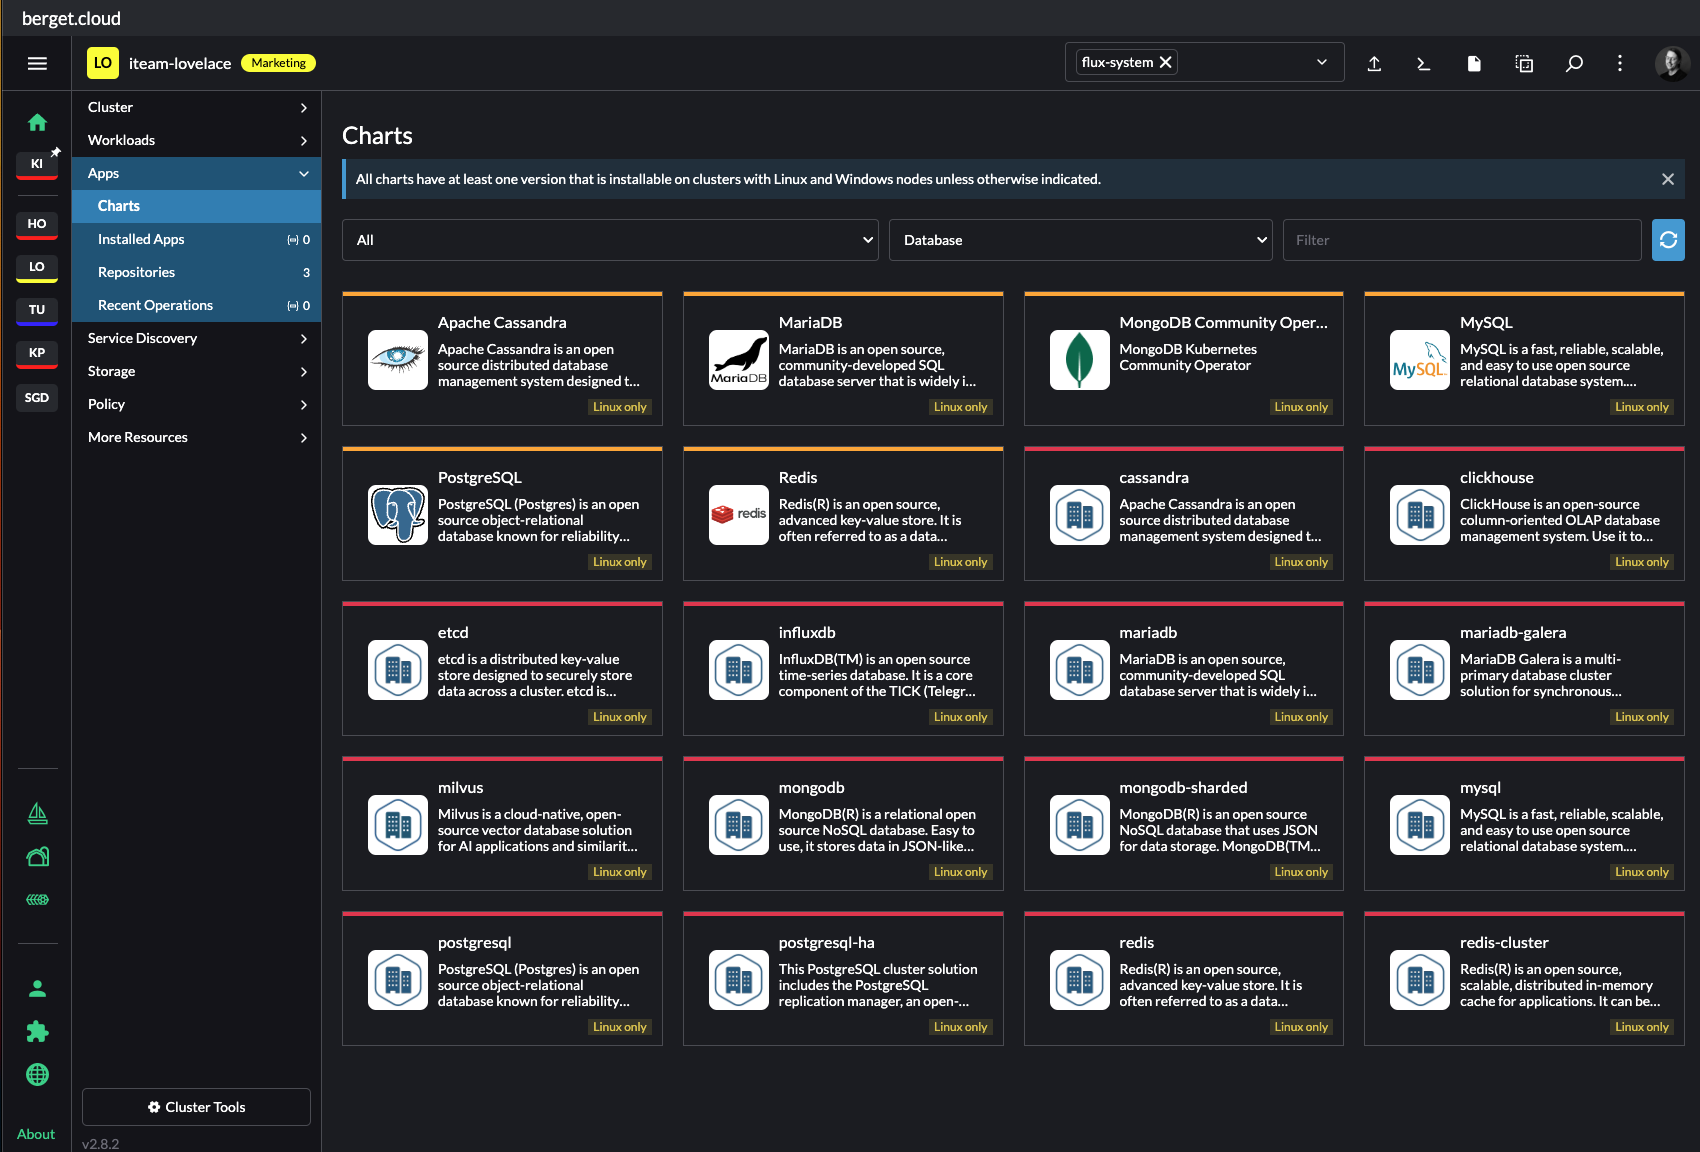 berget.cloud
LO
iteam-lovelace
Marketing
flux-system
KI
HO
LO
TU
KP
SGD
About
Cluster
Workloads
Apps
Charts
Installed Apps
0
Repositories
3
Recent Operations
0
Service Discovery
Storage
Policy
More Resources
Cluster Tools
v2.8.2
Charts
All charts have at least one version that is installable on clusters with Linux and Windows nodes unless otherwise indicated.
All
Database
Filter
Apache Cassandra
Apache Cassandra is an open
source distributed database
management system designed t...
Linux only
MariaDB
MariaDB
MariaDB is an open source,
community-developed SQL
database server that is widely i...
Linux only
MongoDB Community Oper...
MongoDB Kubernetes
Community Operator
Linux only
MySQL
MySQL
MySQL is a fast, reliable, scalable,
and easy to use open source
relational database system....
Linux only
PostgreSQL
PostgreSQL (Postgres) is an open
source object-relational
database known for reliability...
Linux only
redis
Redis
Redis(R) is an open source,
advanced key-value store. It is
often referred to as a data...
Linux only
cassandra
Apache Cassandra is an open
source distributed database
management system designed t...
Linux only
clickhouse
ClickHouse is an open-source
column-oriented OLAP database
management system. Use it to...
Linux only
etcd
etcd is a distributed key-value
store designed to securely store
data across a cluster. etcd is...
Linux only
influxdb
InfluxDB(TM) is an open source
time-series database. It is a core
component of the TICK (Telegr...
Linux only
mariadb
MariaDB is an open source,
community-developed SQL
database server that is widely i...
Linux only
mariadb-galera
MariaDB Galera is a multi-
primary database cluster
solution for synchronous...
Linux only
milvus
Milvus is a cloud-native, open-
source vector database solution
for AI applications and similarit...
Linux only
mongodb
MongoDB(R) is a relational open
source NoSQL database. Easy to
use, it stores data in JSON-like...
Linux only
mongodb-sharded
MongoDB(R) is an open source
NoSQL database that uses JSON
for data storage. MongoDB(TM...
Linux only
mysql
MySQL is a fast, reliable, scalable,
and easy to use open source
relational database system....
Linux only
postgresql
PostgreSQL (Postgres) is an open
source object-relational
database known for reliability...
Linux only
postgresql-ha
This PostgreSQL cluster solution
includes the PostgreSQL
replication manager, an open-...
Linux only
redis
Redis(R) is an open source,
advanced key-value store. It is
often referred to as a data...
Linux only
redis-cluster
Redis(R) is an open source,
scalable, distributed in-memory
cache for applications. It can be...
Linux only